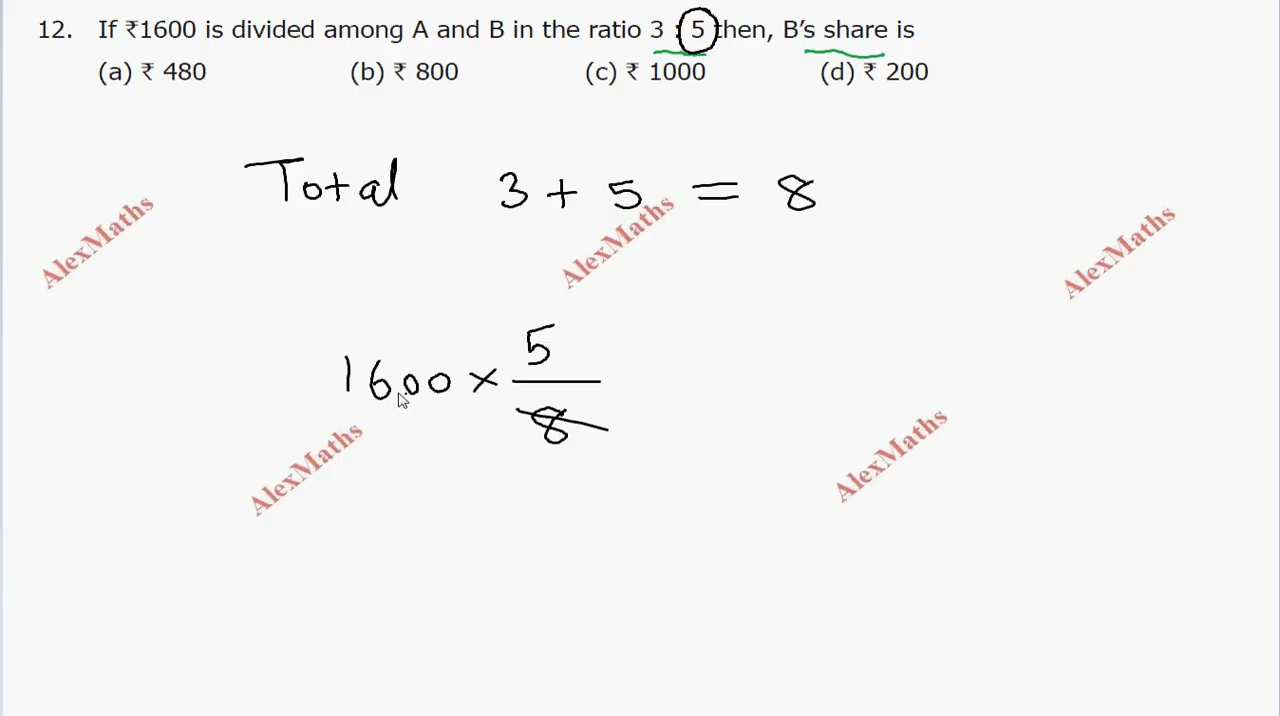 12. If ₹1600 is divided among A and B in the ratio 3 : 5 then, B’s share is
(a) ₹ 480 (b) ₹ 800 (c) ₹ 1000 (d) ₹ 200
Total 3 + 5 = 8
AlexMaths AlexMaths AlexMaths
5
1600 ×
8
AlexMaths AlexMaths